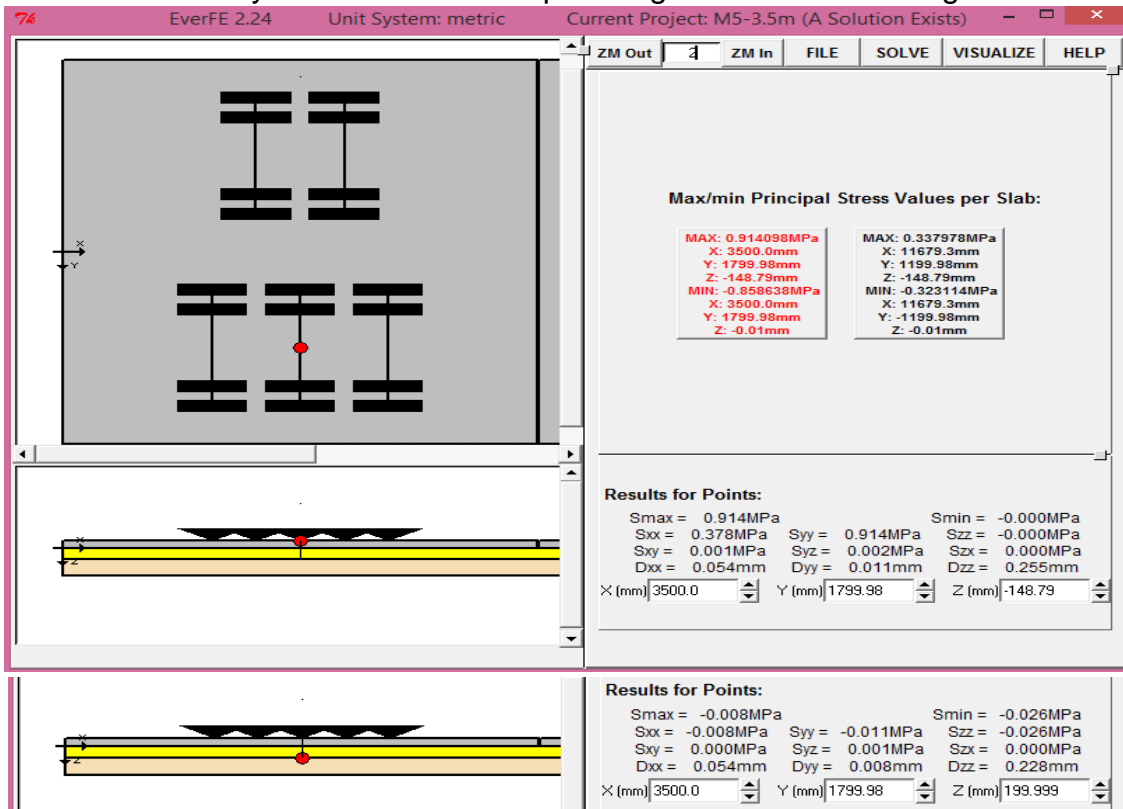 7% EverFE 2.24 Unit System: metric Current Project: M5-3.5m (A Solution Exists)
ZM Out 2 ZM In FILE SOLVE VISUALIZE HELP
X
Y
Max/min Principal Stress Values per Slab:
MAX: 0.914098MPa
X: 3500.0mm
Y: 1799.98mm
Z: -148.79mm
MIN: -0.858638MPa
X: 3500.0mm
Y: 1799.98mm
Z: -0.01mm
MAX: 0.337978MPa
X: 11679.3mm
Y: 1199.98mm
Z: -148.79mm
MIN: -0.323114MPa
X: 11679.3mm
Y: -1199.98mm
Z: -0.01mm
X
Z
Results for Points:
Smax = 0.914MPa Smin = -0.000MPa
Sxx = 0.378MPa Syy = 0.914MPa Szz = -0.000MPa
Sxy = 0.001MPa Syz = 0.002MPa Szx = 0.000MPa
Dxx = 0.054mm Dyy = 0.011mm Dzz = 0.255mm
X (mm) 3500.0 Y (mm) 1799.98 Z (mm) -148.79
X
Z
Results for Points:
Smax = -0.008MPa Smin = -0.026MPa
Sxx = -0.008MPa Syy = -0.011MPa Szz = -0.026MPa
Sxy = 0.000MPa Syz = 0.001MPa Szx = 0.000MPa
Dxx = 0.054mm Dyy = 0.008mm Dzz = 0.228mm
X (mm) 3500.0 Y (mm) 1799.98 Z (mm) 199.999